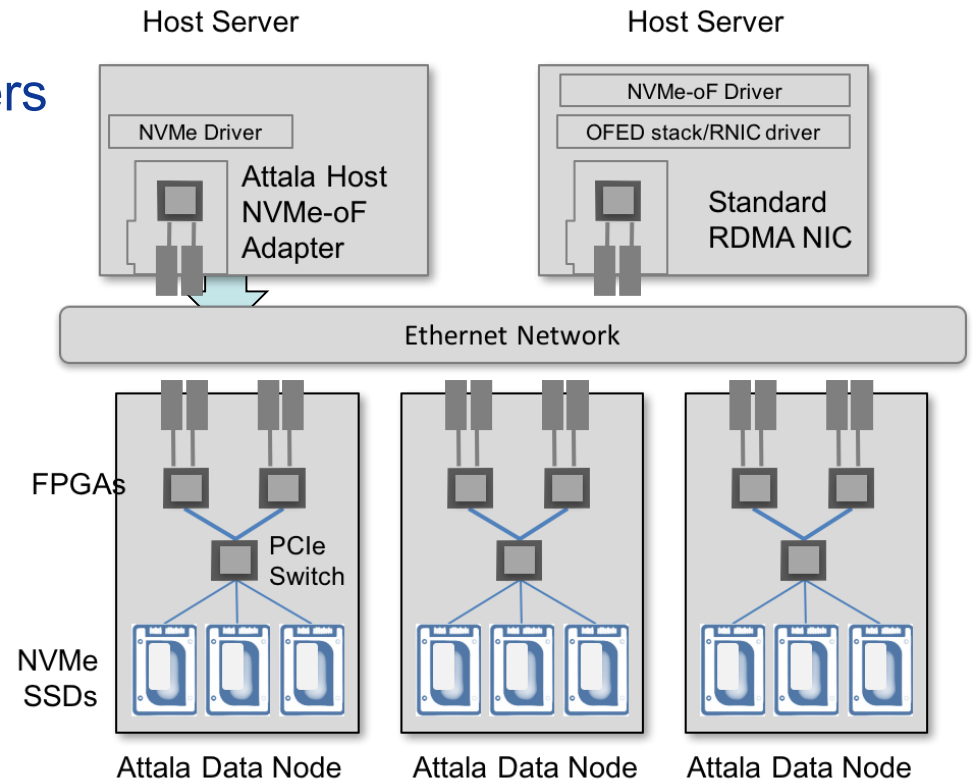 Host Server
Host Server
NVMe Driver
Attala Host
NVMe-oF
Adapter
NVMe-oF Driver
OFED stack/RNIC driver
Standard
RDMA NIC
Ethernet Network
FPGAs
PCIe
Switch
NVMe
SSDs
Attala Data Node
Attala Data Node
Attala Data Node